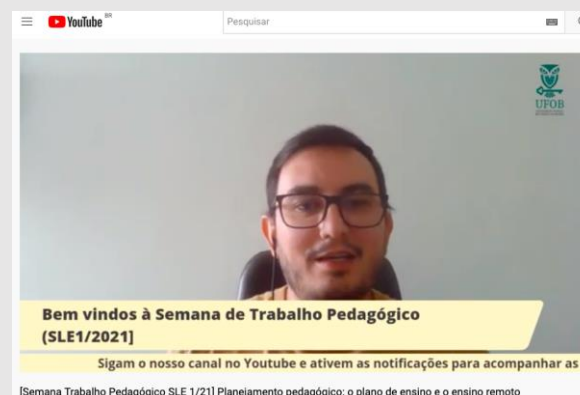 YouTube BR
Pesquisar
UFOB
Bem vindos à Semana de Trabalho Pedagógico
(SLE1/2021]
Sigam o nosso canal no Youtube e ativem as notificações para acompanhar as
[Semana Trabalho Pedagógico SLE 1/21] Planejamento pedagógico: o plano de ensino e o ensino remoto